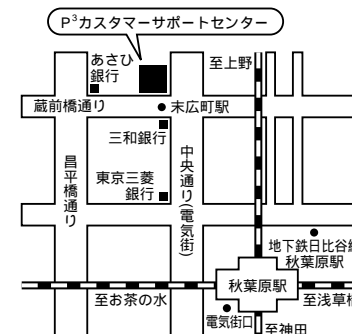 P³カスタマーサポートセンター
あさひ
銀行
至上野
蔵前橋通り
末広町駅
三和銀行
昌平橋通り
中央通り(電気街)
東京三菱
銀行
地下鉄日比谷線
秋葉原駅
秋葉原駅
至お茶の水
至浅草橋
電気街口
至神田